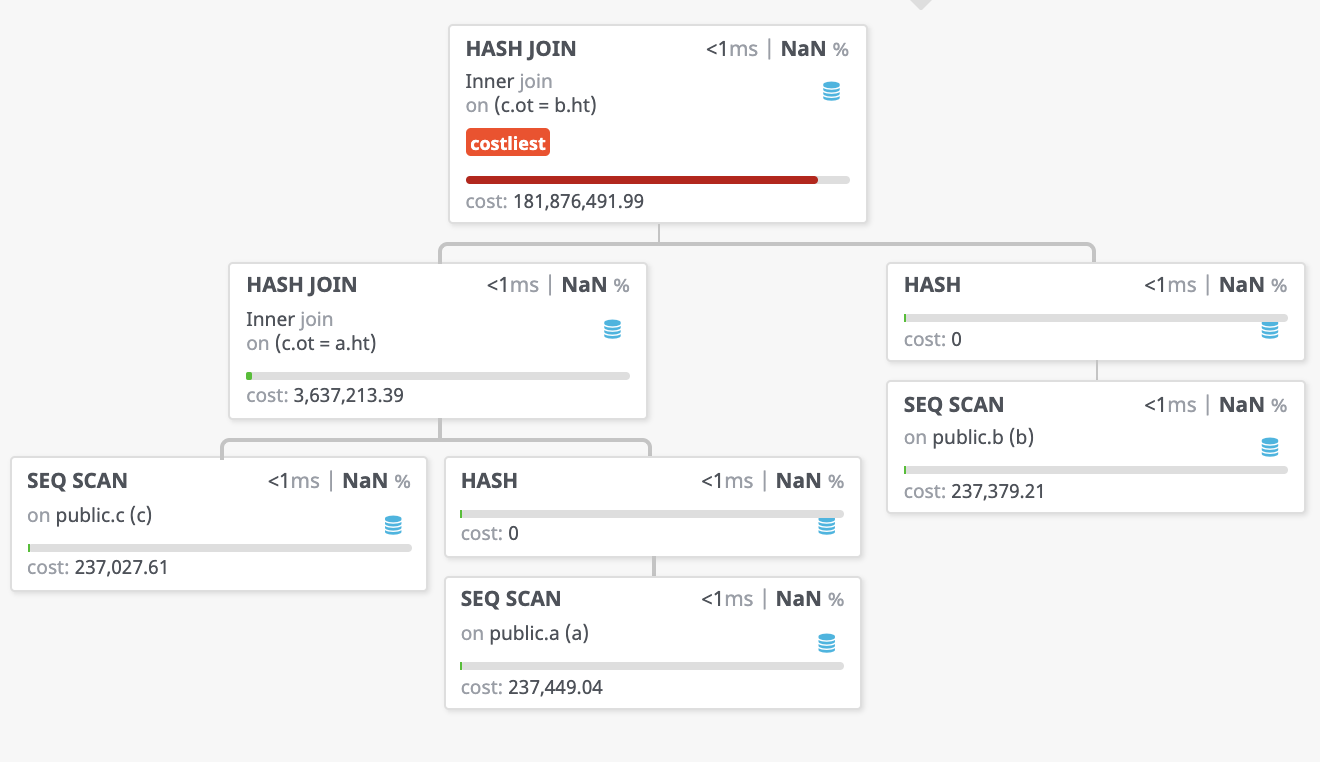 HASH JOIN <1ms | NaN %
Inner join
on (c.ot = b.ht)
costliest
cost: 181,876,491.99
HASH JOIN <1ms | NaN %
Inner join
on (c.ot = a.ht)
cost: 3,637,213.39
HASH <1ms | NaN %
cost: 0
SEQ SCAN <1ms | NaN %
on public.b (b)
cost: 237,379.21
SEQ SCAN <1ms | NaN %
on public.c (c)
cost: 237,027.61
HASH <1ms | NaN %
cost: 0
SEQ SCAN <1ms | NaN %
on public.a (a)
cost: 237,449.04